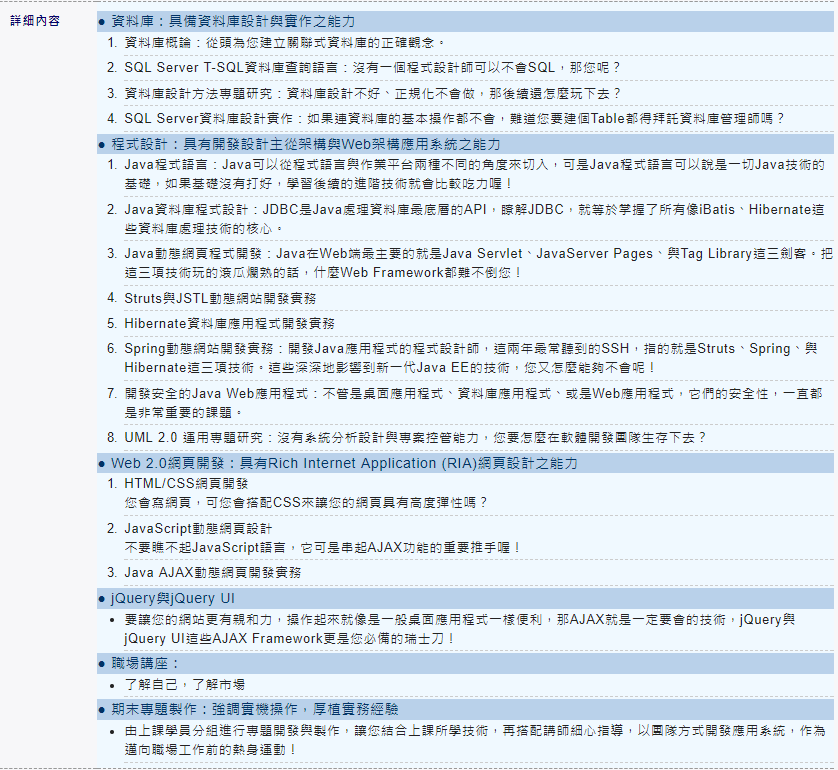 詳細內容
● 資料庫：具備資料庫設計與實作之能力
1. 資料庫概論：從頭為您建立關聯式資料庫的正確觀念。
2. SQL Server T-SQL資料庫查詢語言：沒有一個程式設計師可以不會SQL，那您呢？
3. 資料庫設計方法專題研究：資料庫設計不好、正規化不會做，那後續還怎麼玩下去？
4. SQL Server資料庫設計實作：如果連資料庫的基本操作都不會，難道您要建個Table都得拜託資料庫管理師嗎？
● 程式設計：具有開發設計主從架構與Web架構應用系統之能力
1. Java程式語言：Java可以從程式語言與作業平台兩種不同的角度來切入，可是Java程式語言可以說是一切Java技術的
基礎，如果基礎沒有打好，學習後續的進階技術就會比較吃力喔！
2. Java資料庫程式設計：JDBC是Java處理資料庫最底層的API，瞭解JDBC，就等於掌握了所有像iBatis、Hibernate這
些資料庫處理技術的核心。
3. Java動態網頁程式開發：Java在Web端最主要的就是Java Servlet、JavaServer Pages、與Tag Library這三劍客。把
這三項技術玩的滾瓜爛熟的話，什麼Web Framework都難不倒您！
4. Struts與JSTL動態網站開發實務
5. Hibernate資料庫應用程式開發實務
6. Spring動態網站開發實務：開發Java應用程式的程式設計師，這兩年最常聽到的SSH，指的就是Struts、Spring、與
Hibernate這三項技術。這些深深地影響到新一代Java EE的技術，您又怎麼能夠不會呢！
7. 開發安全的Java Web應用程式：不管是桌面應用程式、資料庫應用程式、或是Web應用程式，它們的安全性，一直都
是非常重要的課題。
8. UML 2.0 運用專題研究：沒有系統分析設計與專案控管能力，您要怎麼在軟體開發團隊生存下去？
● Web 2.0網頁開發：具有Rich Internet Application (RIA)網頁設計之能力
1. HTML/CSS網頁開發
您會寫網頁，可您會搭配CSS來讓您的網頁具有高度彈性嗎？
2. JavaScript動態網頁設計
不要瞧不起JavaScript語言，它可是串起AJAX功能的重要推手喔！
3. Java AJAX動態網頁開發實務
● jQuery與jQuery UI
• 要讓您的網站更有親和力，操作起來就像是一般桌面應用程式一樣便利，那AJAX就是一定要會的技術，jQuery與
jQuery UI這些AJAX Framework更是您必備的瑞士刀！
● 職場講座：
• 了解自己，了解市場
● 期末專題製作：強調實機操作，厚植實務經驗
• 由上課學員分組進行專題開發與製作，讓您結合上課所學技術，再搭配講師細心指導，以團隊方式開發應用系統，作為
邁向職場工作前的熱身運動！